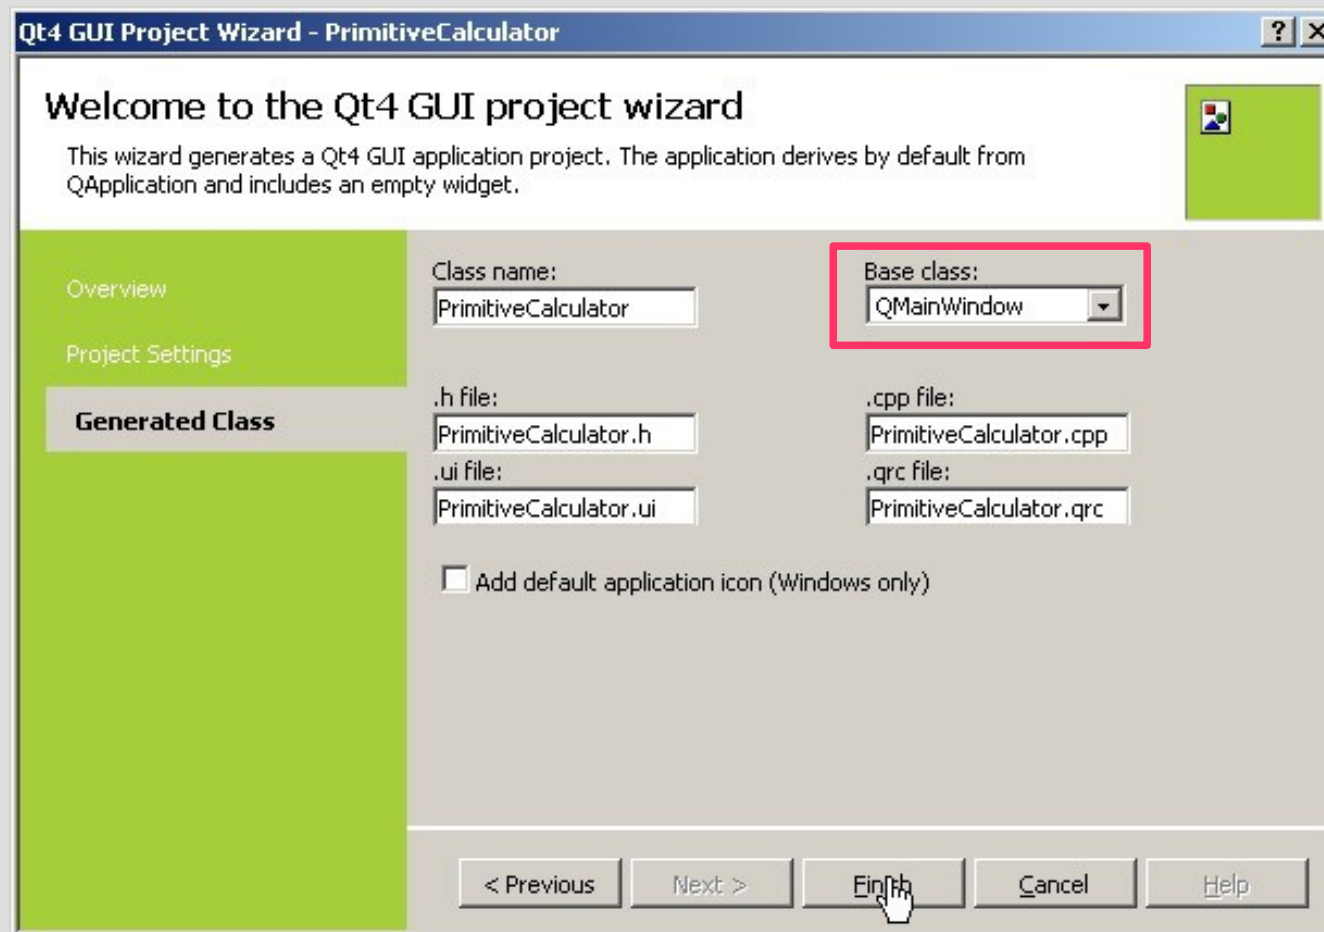 Qt4 GUI Project Wizard - PrimitiveCalculator
Welcome to the Qt4 GUI project wizard
This wizard generates a Qt4 GUI application project. The application derives by default from
QApplication and includes an empty widget.
Overview
Project Settings
Generated Class
Class name:
Base class:
PrimitiveCalculator
QMainWindow
.h file:
.cpp file:
PrimitiveCalculator.h
PrimitiveCalculator.cpp
.ui file:
.qrc file:
PrimitiveCalculator.ui
PrimitiveCalculator.qrc
Add default application icon (Windows only)
< Previous
Next >
Finish
Cancel
Help